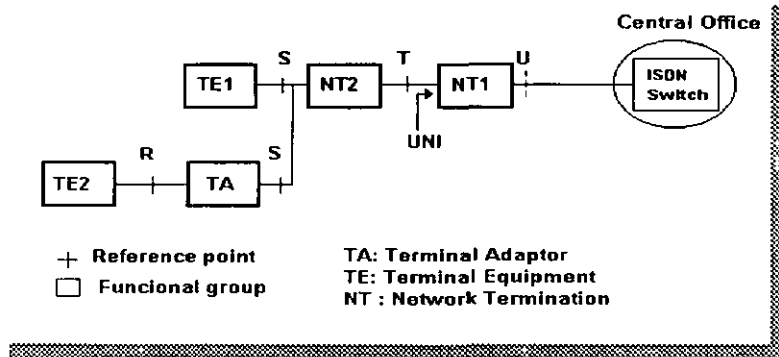 Central Office
S
T
U
TE1
NT2
NT1
ISDN
Switch
UNI
R
S
TE2
TA
Reference point
Funcional group
TA: Terminal Adaptor
TE: Terminal Equipment
NT : Network Termination